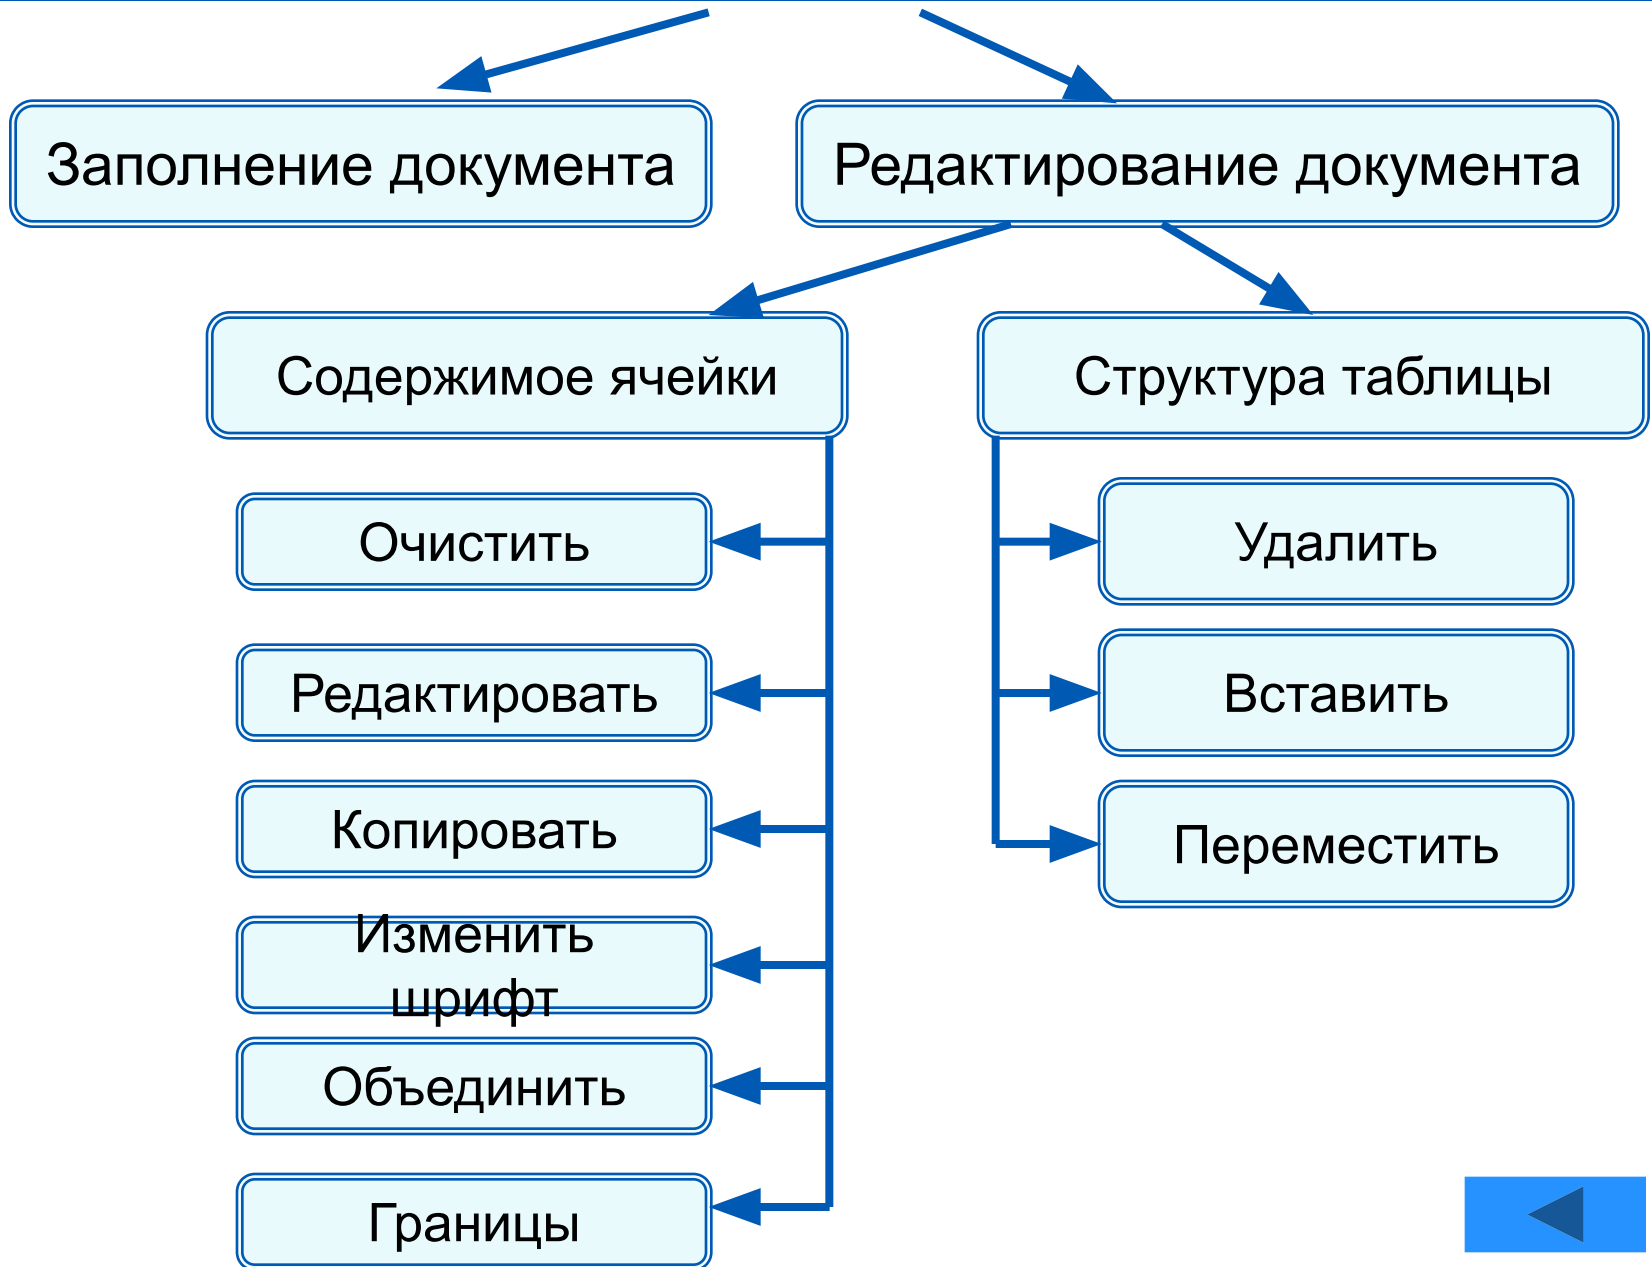 Заполнение документа
Редактирование документа
Содержимое ячейки
Структура таблицы
Очистить
Редактировать
Копировать
Изменить
шрифт
Объединить
Границы
Удалить
Вставить
Переместить